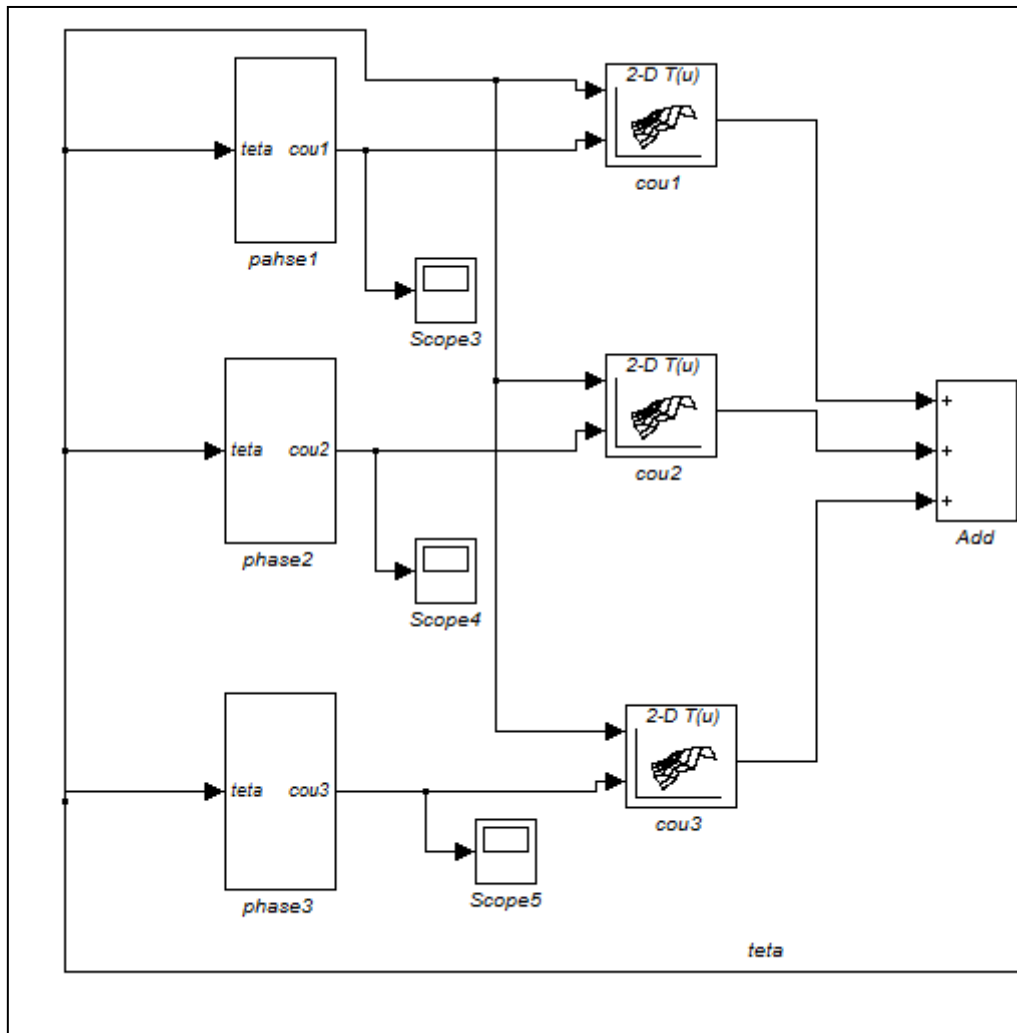 2-D T(u)
teta cou1
cou1
pahse1
Scope3
2-D T(u)
teta cou2
cou2
+
+
+
Add
phase2
Scope4
2-D T(u)
teta cou3
cou3
phase3
Scope5
teta